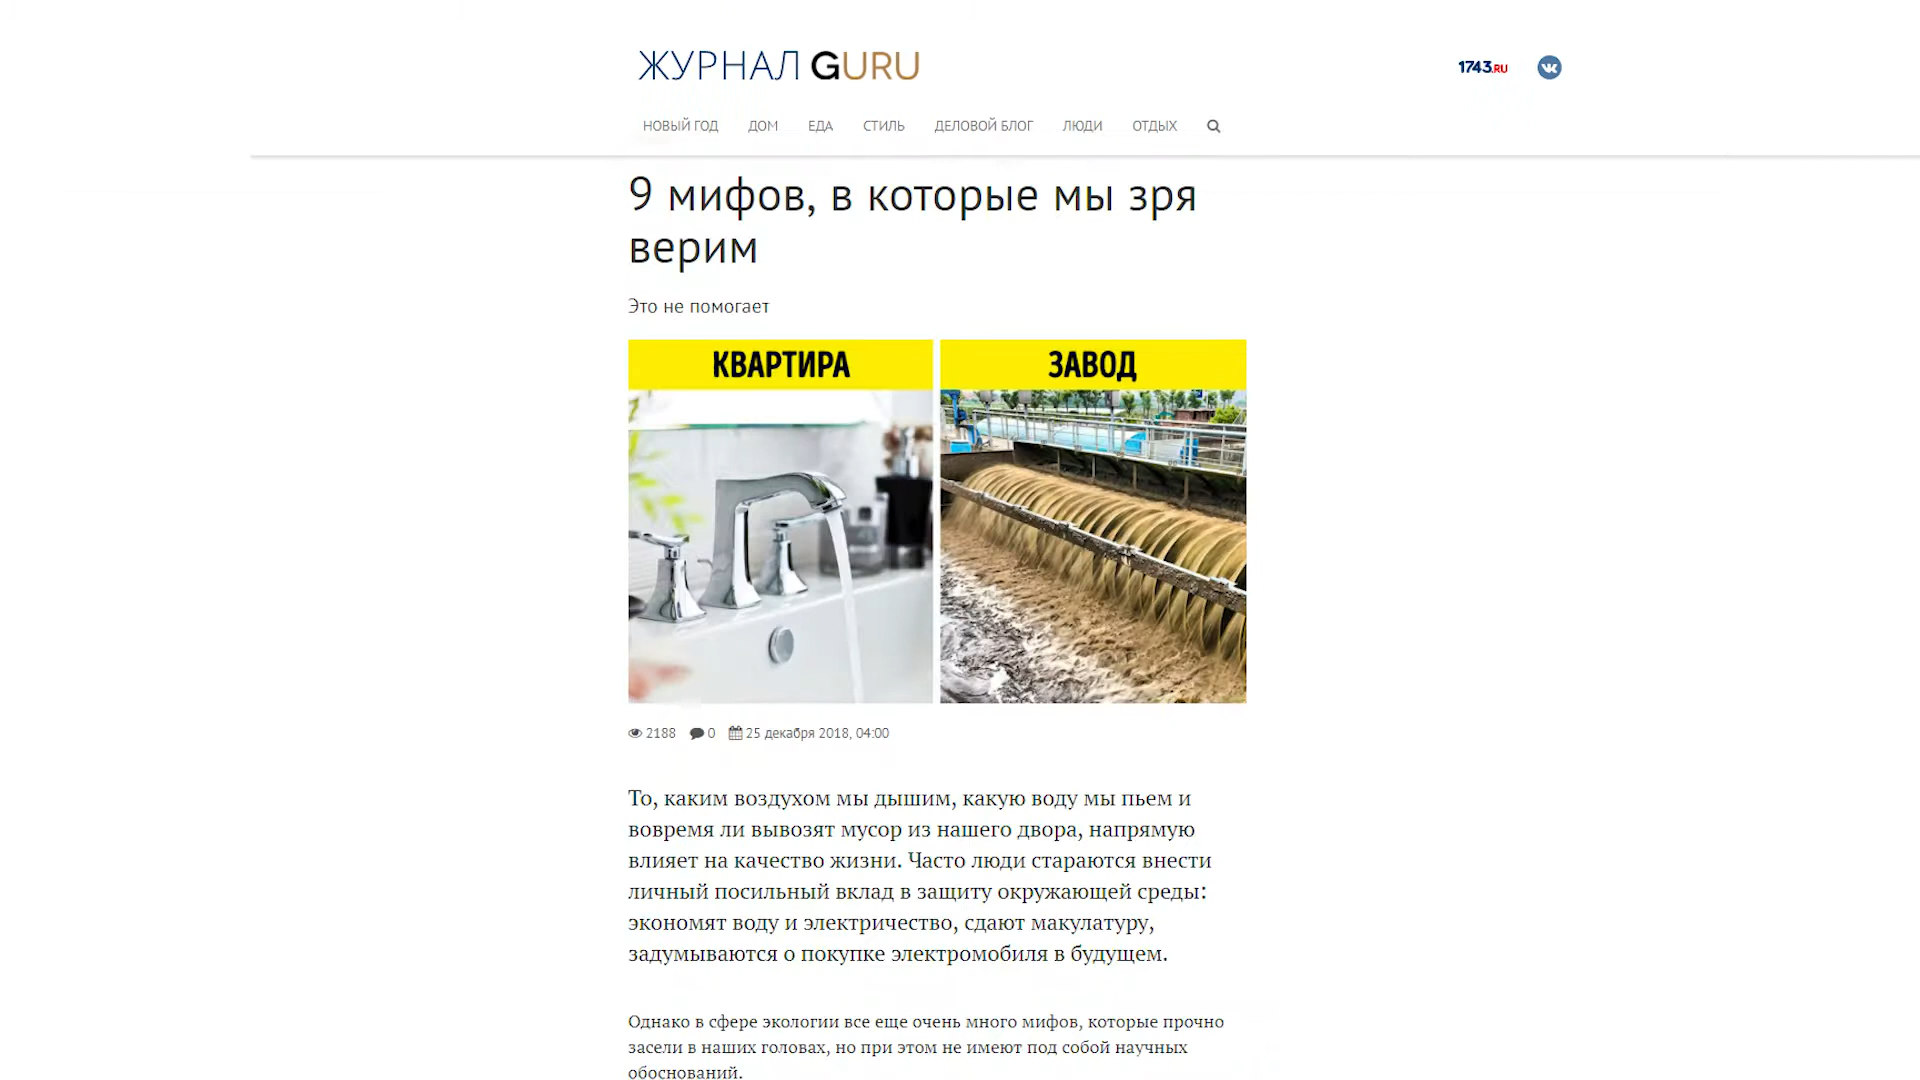 ЖУРНАЛ GURU
1743.RU
НОВЫЙ ГОД ДОМ ЕДА СТИЛЬ ДЕЛОВОЙ БЛОГ ЛЮДИ ОТДЫХ
9 мифов, в которые мы зря
верим
Это не помогает
КВАРТИРА ЗАВОД
2188 0 25 декабря 2018, 04:00
То, каким воздухом мы дышим, какую воду мы пьем и
вовремя ли вывозят мусор из нашего двора, напрямую
влияет на качество жизни. Часто люди стараются внести
личный посильный вклад в защиту окружающей среды:
экономят воду и электричество, сдают макулатуру,
задумываются о покупке электромобиля в будущем.
Однако в сфере экологии все еще очень много мифов, которые прочно
засели в наших головах, но при этом не имеют под собой научных
обоснований.